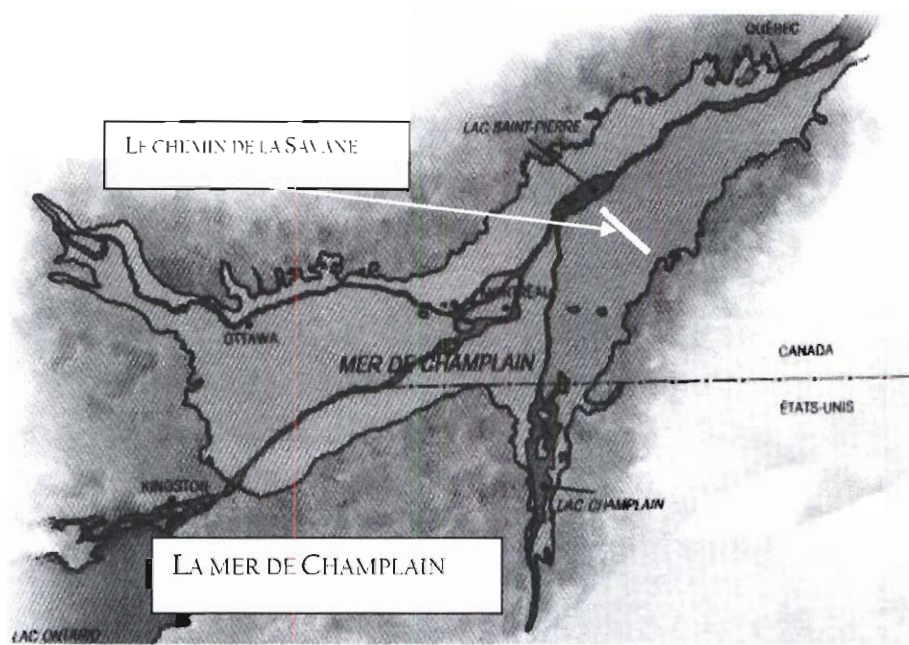 QUÉBEC
LAC SAINT-PIERRE
LE CHEMIN DE LA SAVANE
OTTAWA
MER DE CHAMPLAIN
CANADA
ÉTATS-UNIS
KINGSTON
LAC CHAMPLAIN
LA MER DE CHAMPLAIN
LAC ONTARIO